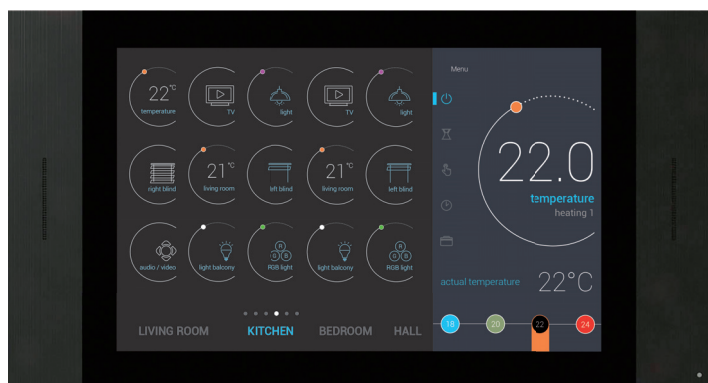 22°C
temperature
TV
light
TV
light
right blind
21°C
living room
left blind
21°C
living room
left blind
audio / video
light balcony
R
G B
RGB light
light balcony
R
G B
RGB light
LIVING ROOM KITCHEN BEDROOM HALL
Menu
22.0
temperature
heating 1
actual temperature 22°C
18 20 22 24